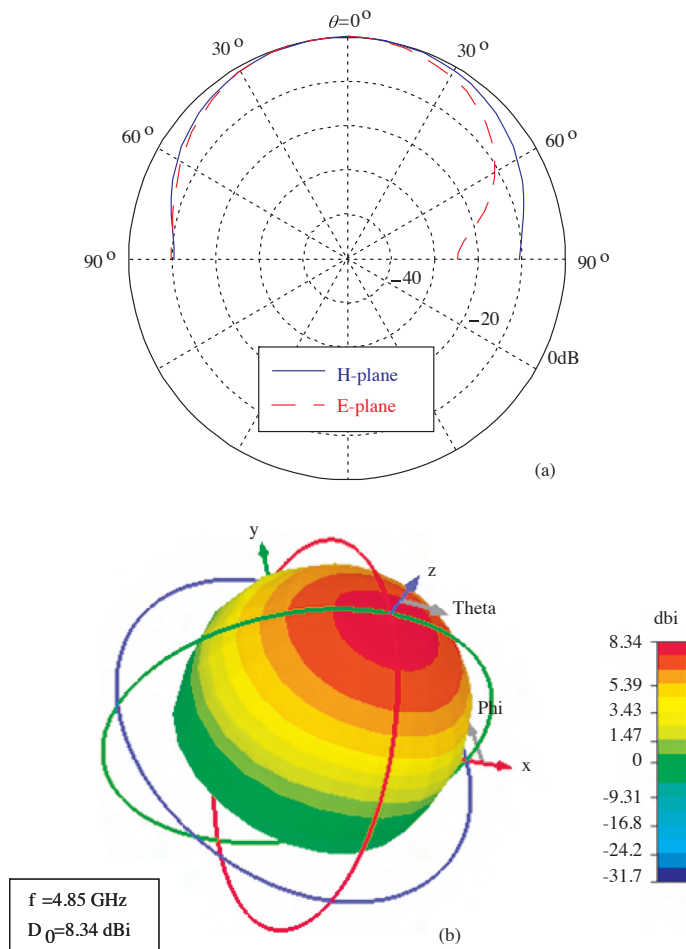 θ=0°
30°
30°
60°
60°
90°
90°
−40
−20
0dB
H-plane
E-plane
(a)
y
z
Theta
dbi
8.34
5.39
3.43
1.47
0
-9.31
-16.8
-24.2
-31.7
Phi
x
f =4.85 GHz
D0=8.34 dBi
(b)